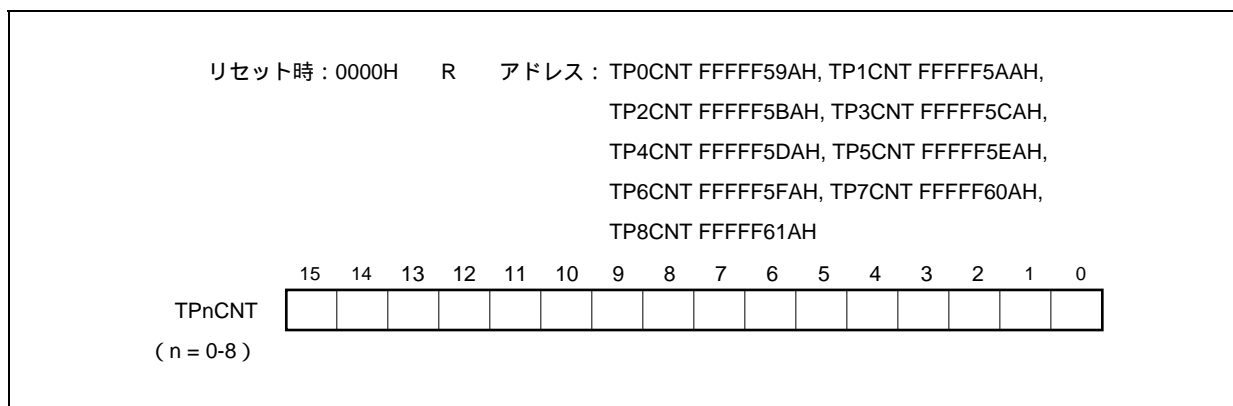 リセット時：0000H R アドレス：TP0CNT FFFFF59AH, TP1CNT FFFFF5AAH,
TP2CNT FFFFF5BAH, TP3CNT FFFFF5CAH,
TP4CNT FFFFF5DAH, TP5CNT FFFFF5EAH,
TP6CNT FFFFF5FAH, TP7CNT FFFFF60AH,
TP8CNT FFFFF61AH
15 14 13 12 11 10 9 8 7 6 5 4 3 2 1 0
TPnCNT
（n = 0-8）